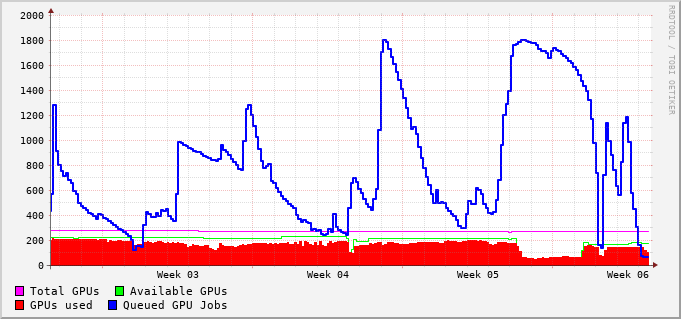 2000
1800
1600
1400
1200
1000
800
600
400
200
0
Week 03 Week 04 Week 05 Week 06
Total GPUs Available GPUs
GPUs used Queued GPU Jobs
RRDTOOL / TOBI OETIKER